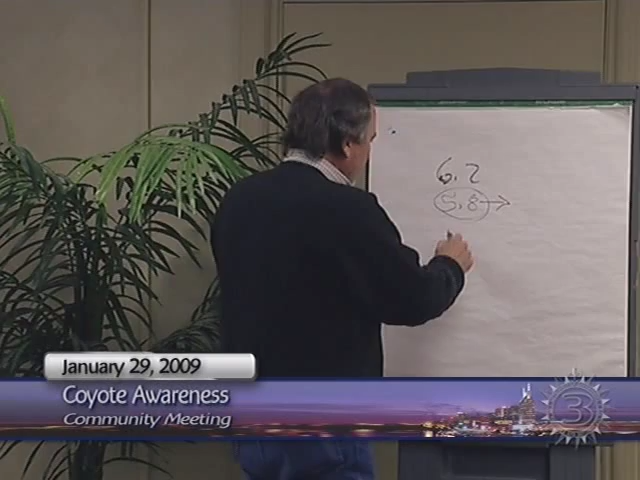 6.2
5.8
January 29, 2009
Coyote Awareness
Community Meeting
3